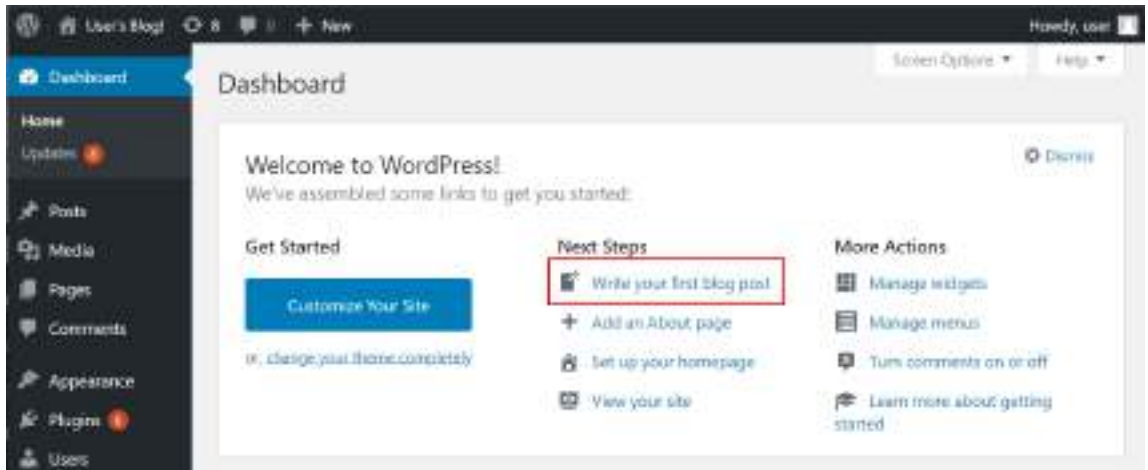 User's Blog! 8 0 + New
Howdy, user
Screen Options Help
Dashboard
Home
Updates
Posts
Media
Pages
Comments
Appearance
Plugins
Users
Dashboard
Welcome to WordPress!
Dismiss
We've assembled some links to get you started:
Get Started
Customize Your Site
or, change your theme completely
Next Steps
Write your first blog post
Add an About page
Set up your homepage
View your site
More Actions
Manage widgets
Manage menus
Turn comments on or off
Learn more about getting
started